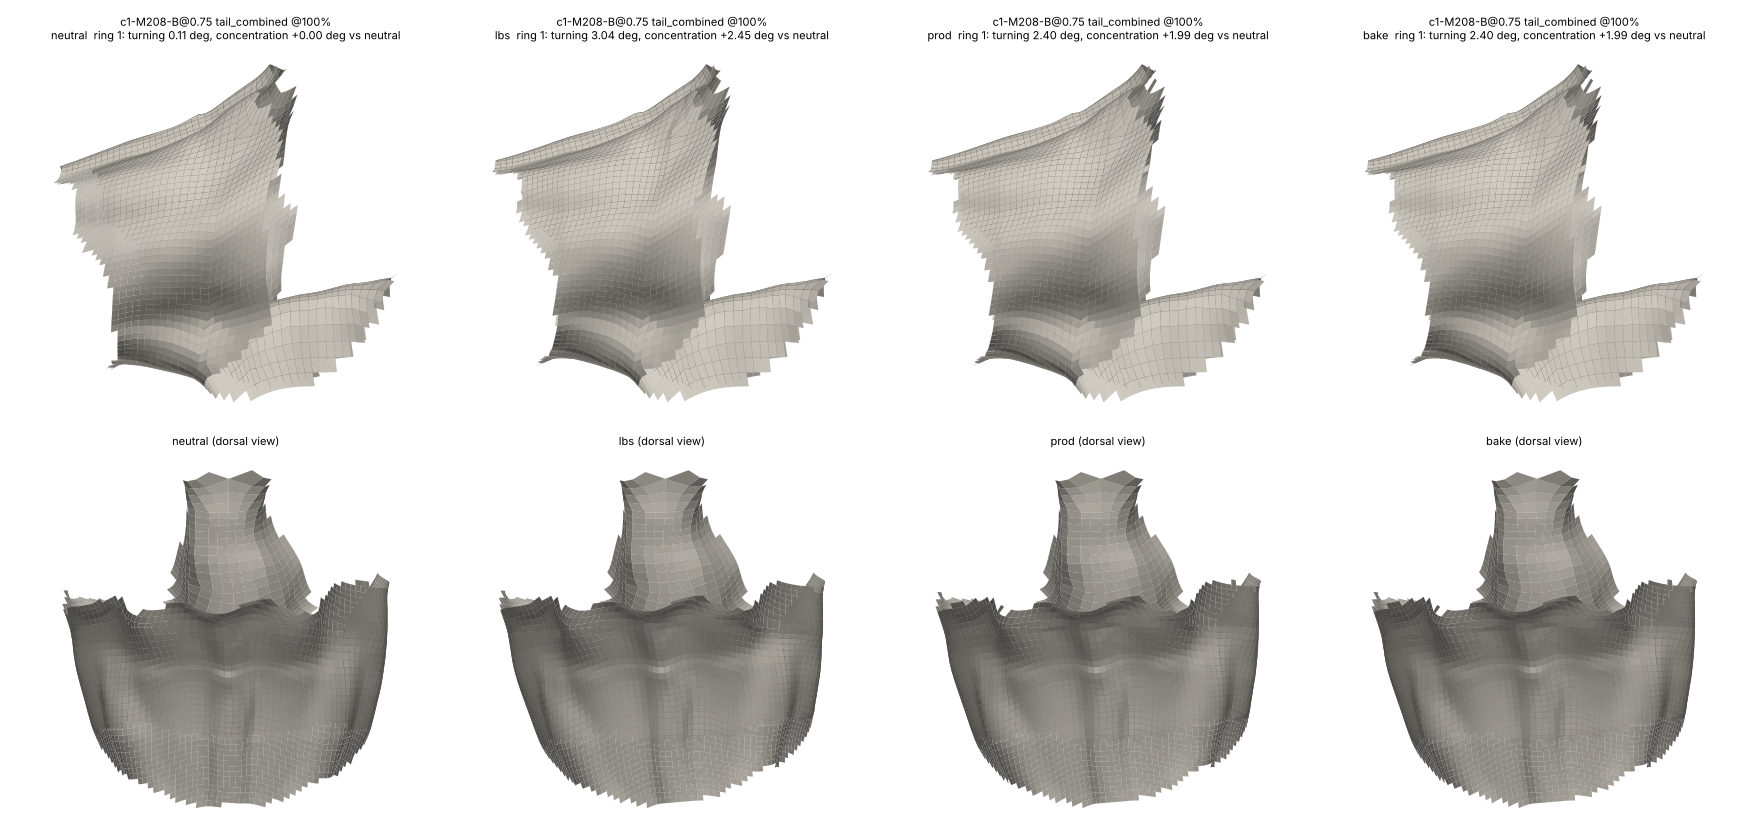 c1-M208-B@0.75 tail_combined @100%
neutral  ring 1: turning 0.11 deg, concentration +0.00 deg vs neutral
c1-M208-B@0.75 tail_combined @100%
lbs  ring 1: turning 3.04 deg, concentration +2.45 deg vs neutral
c1-M208-B@0.75 tail_combined @100%
prod  ring 1: turning 2.40 deg, concentration +1.99 deg vs neutral
c1-M208-B@0.75 tail_combined @100%
bake  ring 1: turning 2.40 deg, concentration +1.99 deg vs neutral
neutral (dorsal view)
lbs (dorsal view)
prod (dorsal view)
bake (dorsal view)